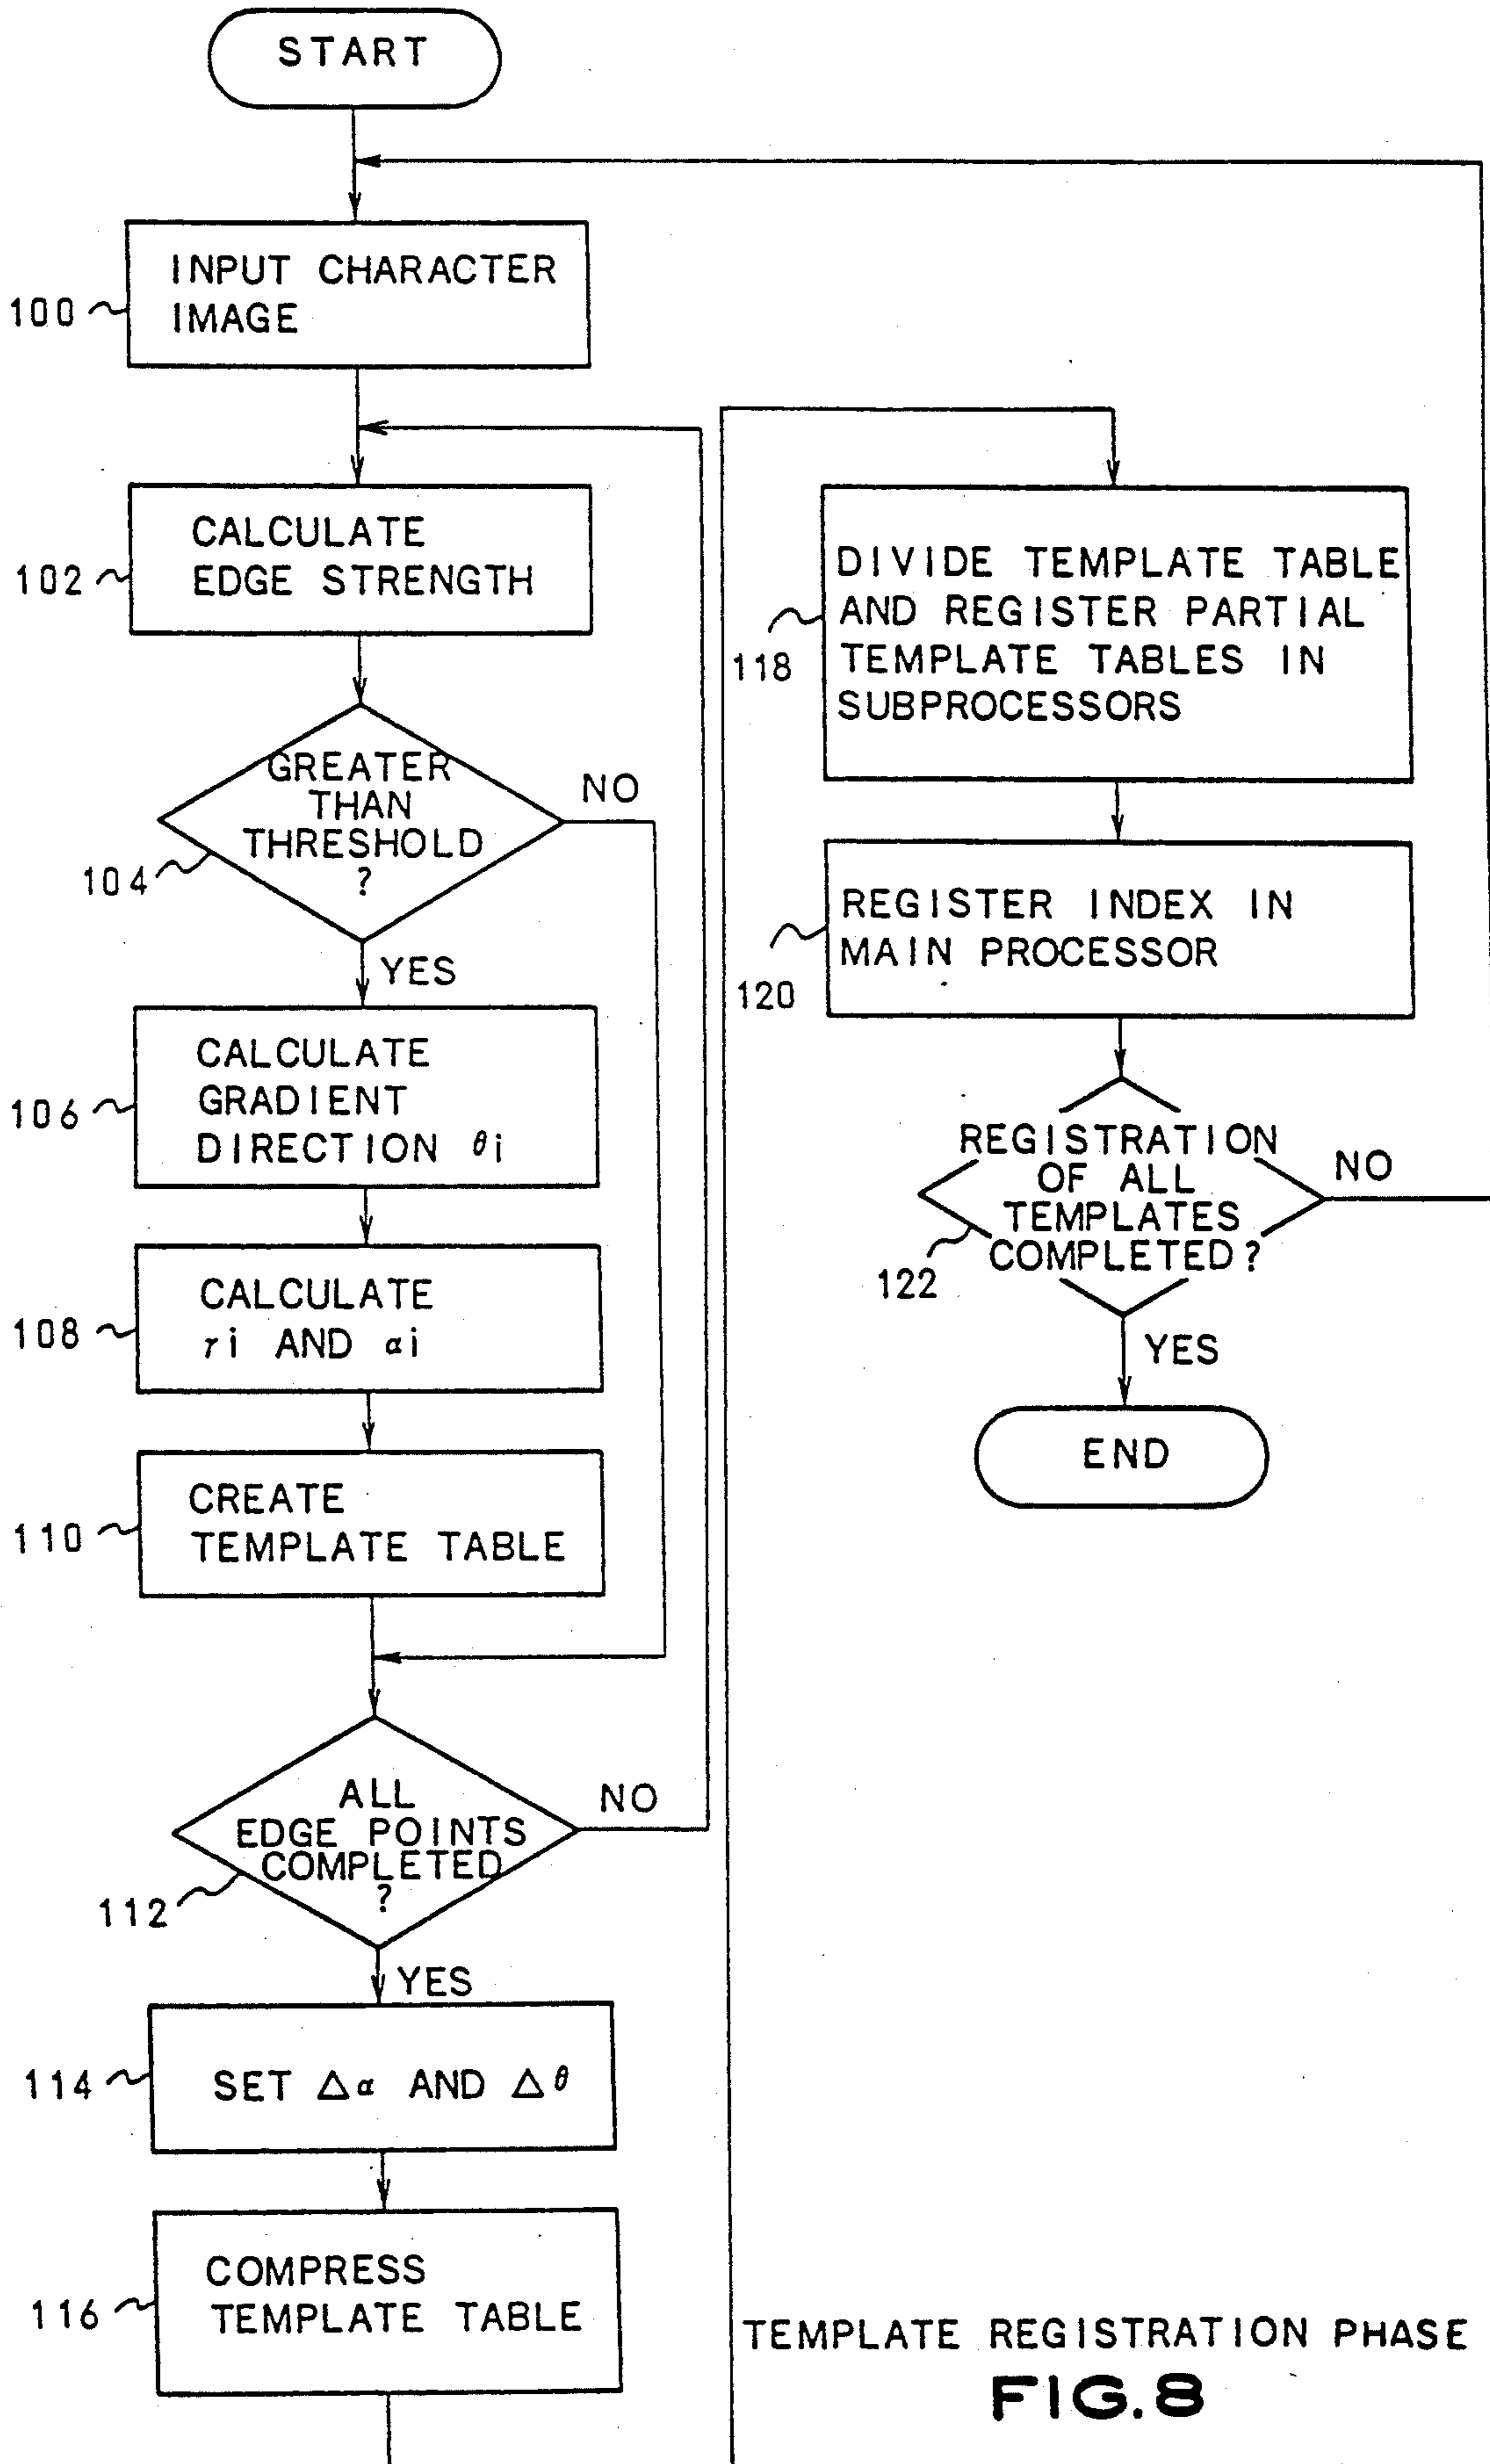 START
INPUT CHARACTER
IMAGE
100
CALCULATE
EDGE STRENGTH
102
GREATER
THAN
THRESHOLD
?
NO
104
YES
CALCULATE
GRADIENT
DIRECTION θi
106
CALCULATE
ri AND αi
108
CREATE
TEMPLATE TABLE
110
ALL
EDGE POINTS
COMPLETED
?
NO
112
YES
SET Δα AND Δθ
114
COMPRESS
TEMPLATE TABLE
116
DIVIDE TEMPLATE TABLE
AND REGISTER PARTIAL
TEMPLATE TABLES IN
SUBPROCESSORS
118
REGISTER INDEX IN
MAIN PROCESSOR
120
REGISTRATION
OF ALL
TEMPLATES
COMPLETED?
NO
122
YES
END
TEMPLATE REGISTRATION PHASE
FIG.8